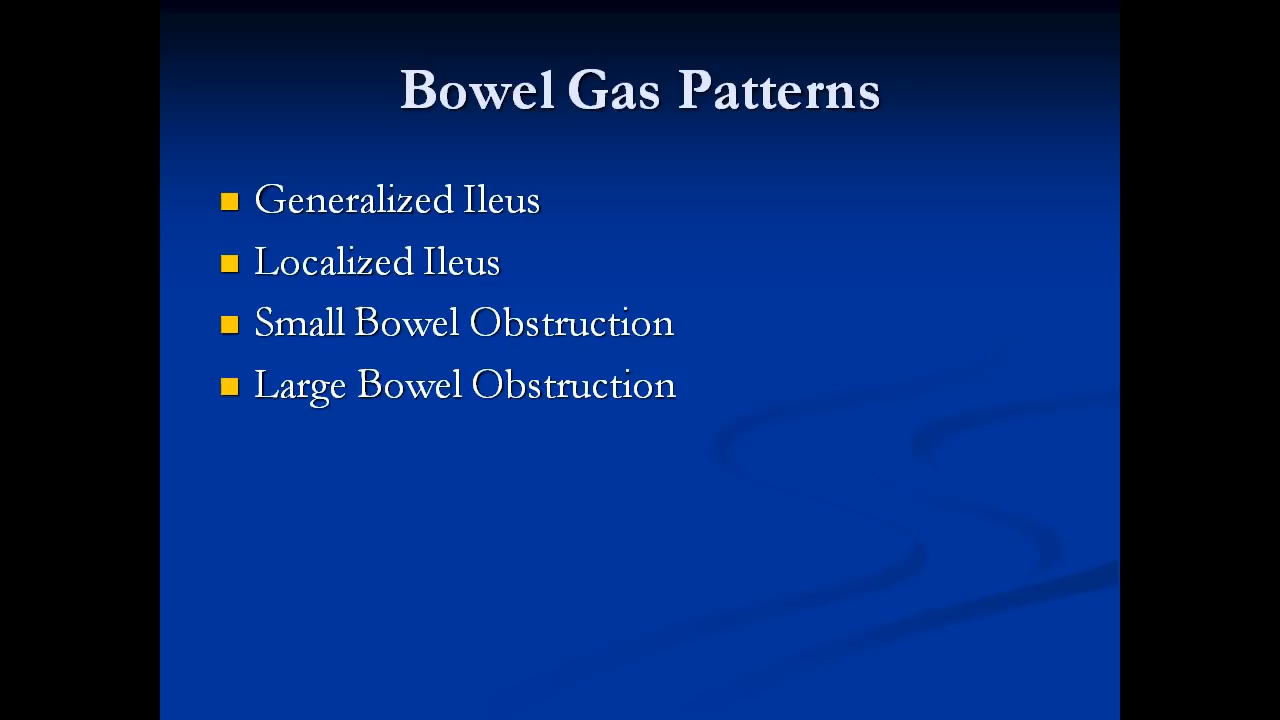 Bowel Gas Patterns
Generalized Ileus
Localized Ileus
Small Bowel Obstruction
Large Bowel Obstruction